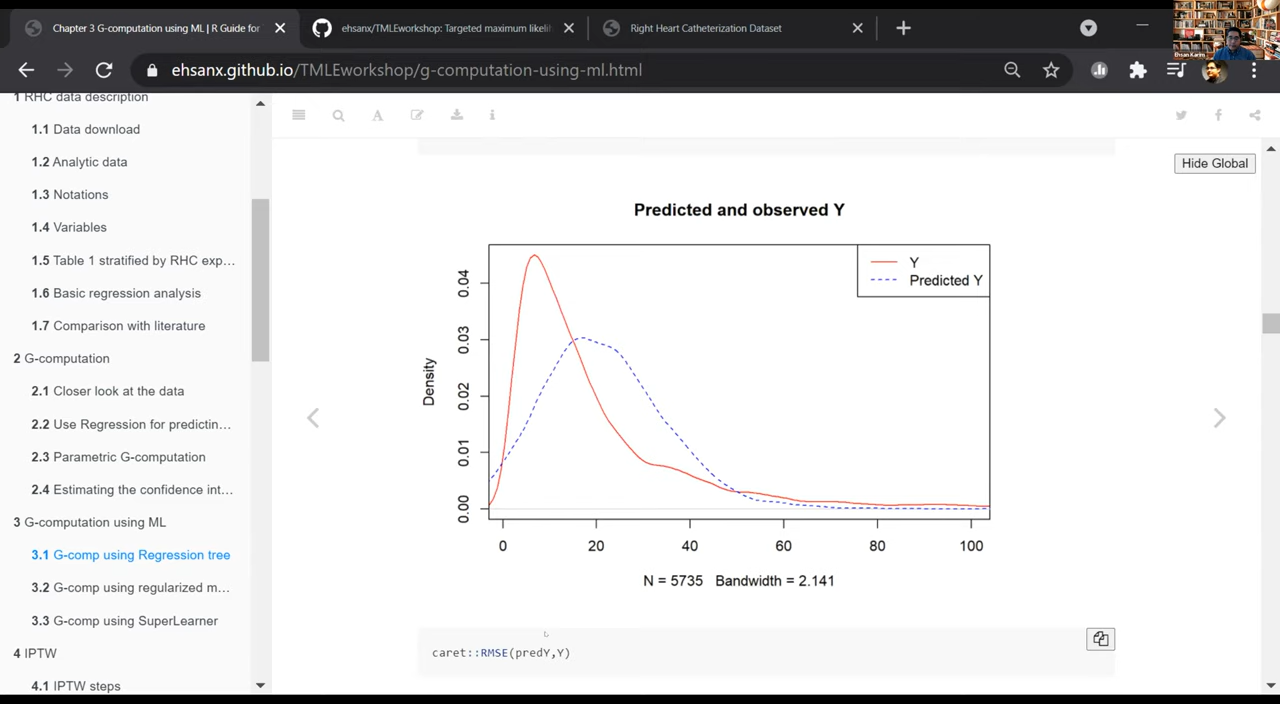 Chapter 3 G-computation using ML | R Guide for
ehsanx/TMLEworkshop: Targeted maximum likeli
Right Heart Catheterization Dataset
ehsanx.github.io/TMLEworkshop/g-computation-using-ml.html
Ehsan Karim
1 RHC data description
1.1 Data download
1.2 Analytic data
1.3 Notations
1.4 Variables
1.5 Table 1 stratified by RHC exp...
1.6 Basic regression analysis
1.7 Comparison with literature
2 G-computation
2.1 Closer look at the data
2.2 Use Regression for predictin...
2.3 Parametric G-computation
2.4 Estimating the confidence int...
3 G-computation using ML
3.1 G-comp using Regression tree
3.2 G-comp using regularized m...
3.3 G-comp using SuperLearner
4 IPTW
4.1 IPTW steps
Hide Global
Predicted and observed Y
Y
Predicted Y
Density
0.04
0.03
0.02
0.01
0.00
0 20 40 60 80 100
N = 5735 Bandwidth = 2.141
caret::RMSE(predY,Y)